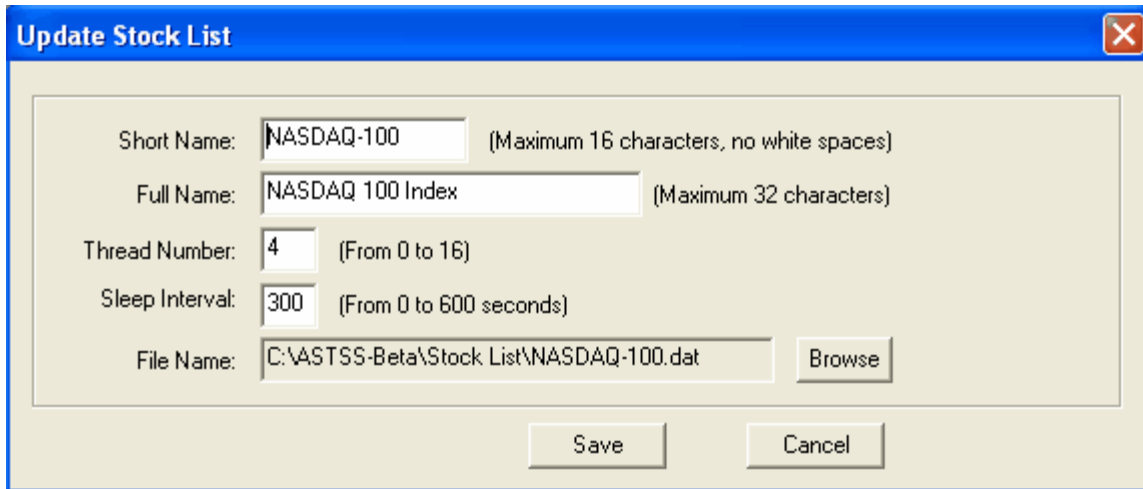 Update Stock List
Short Name: NASDAQ-100 (Maximum 16 characters, no white spaces)
Full Name: NASDAQ 100 Index (Maximum 32 characters)
Thread Number: 4 (From 0 to 16)
Sleep Interval: 300 (From 0 to 600 seconds)
File Name: C:\ASTSS-Beta\Stock List\NASDAQ-100.dat Browse
Save Cancel